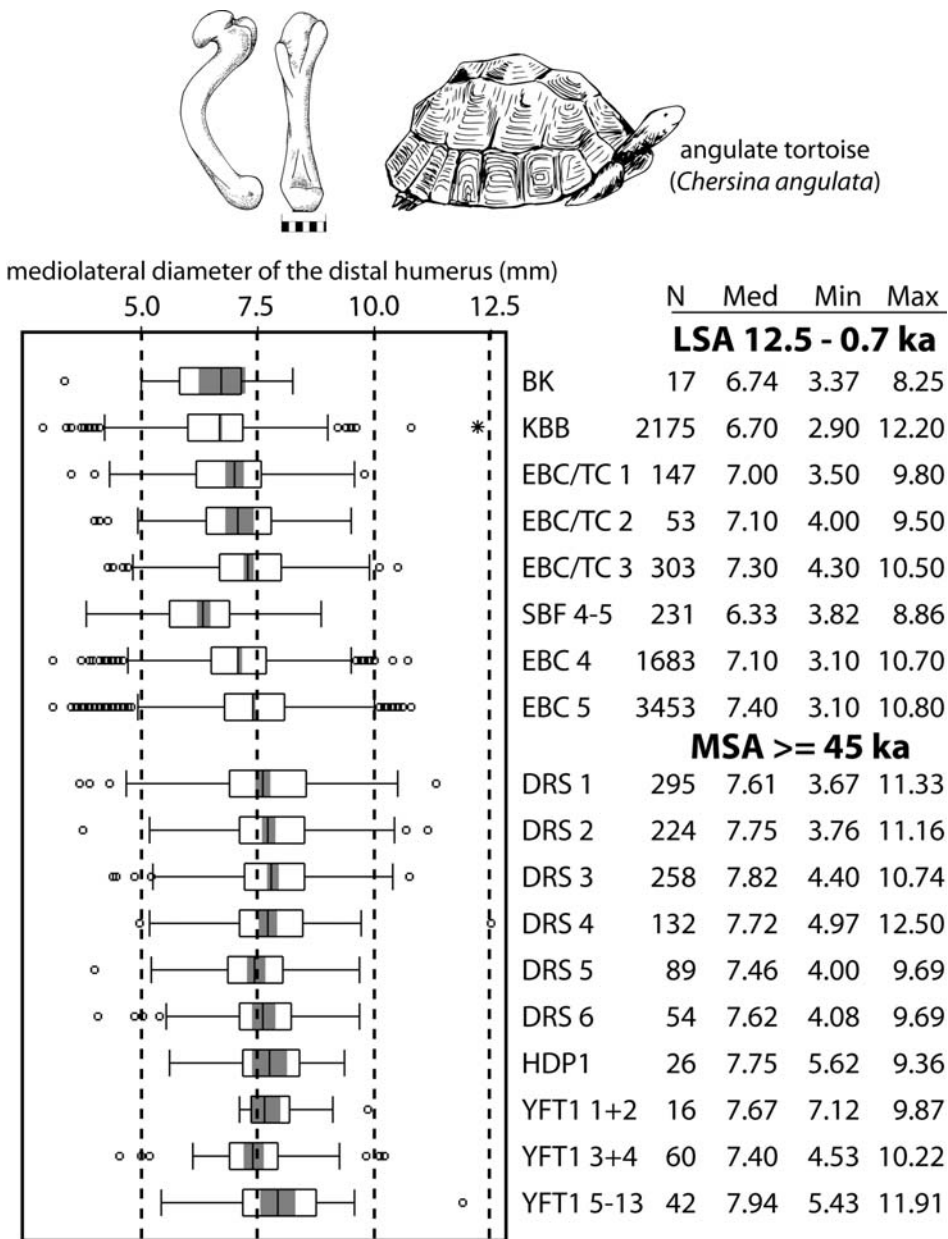 angulate tortoise
(Chersina angulata)
mediolateral diameter of the distal humerus (mm)
5.0 7.5 10.0 12.5
N Med Min Max
LSA 12.5 - 0.7 ka
BK 17 6.74 3.37 8.25
KBB 2175 6.70 2.90 12.20
EBC/TC 1 147 7.00 3.50 9.80
EBC/TC 2 53 7.10 4.00 9.50
EBC/TC 3 303 7.30 4.30 10.50
SBF 4-5 231 6.33 3.82 8.86
EBC 4 1683 7.10 3.10 10.70
EBC 5 3453 7.40 3.10 10.80
MSA >= 45 ka
DRS 1 295 7.61 3.67 11.33
DRS 2 224 7.75 3.76 11.16
DRS 3 258 7.82 4.40 10.74
DRS 4 132 7.72 4.97 12.50
DRS 5 89 7.46 4.00 9.69
DRS 6 54 7.62 4.08 9.69
HDP1 26 7.75 5.62 9.36
YFT1 1+2 16 7.67 7.12 9.87
YFT1 3+4 60 7.40 4.53 10.22
YFT1 5-13 42 7.94 5.43 11.91